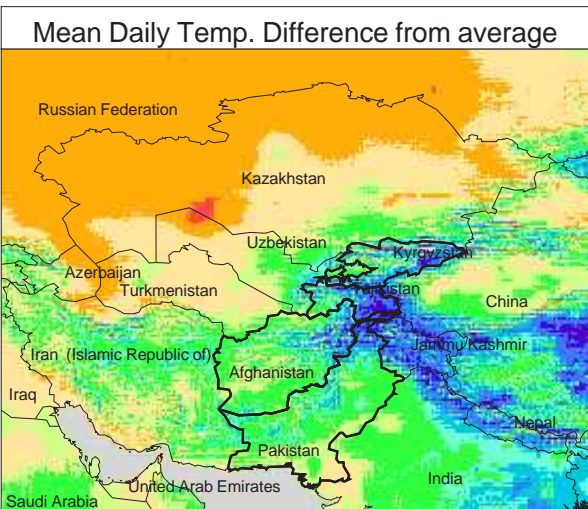 Mean Daily Temp. Difference from average
Russian Federation
Kazakhstan
Uzbekistan
Kyrgyzstan
Azerbaijan
Turkmenistan
Tajikistan
China
Iran (Islamic Republic of)
Jammu Kashmir
Afghanistan
Iraq
Nepal
Pakistan
India
United Arab Emirates
Saudi Arabia